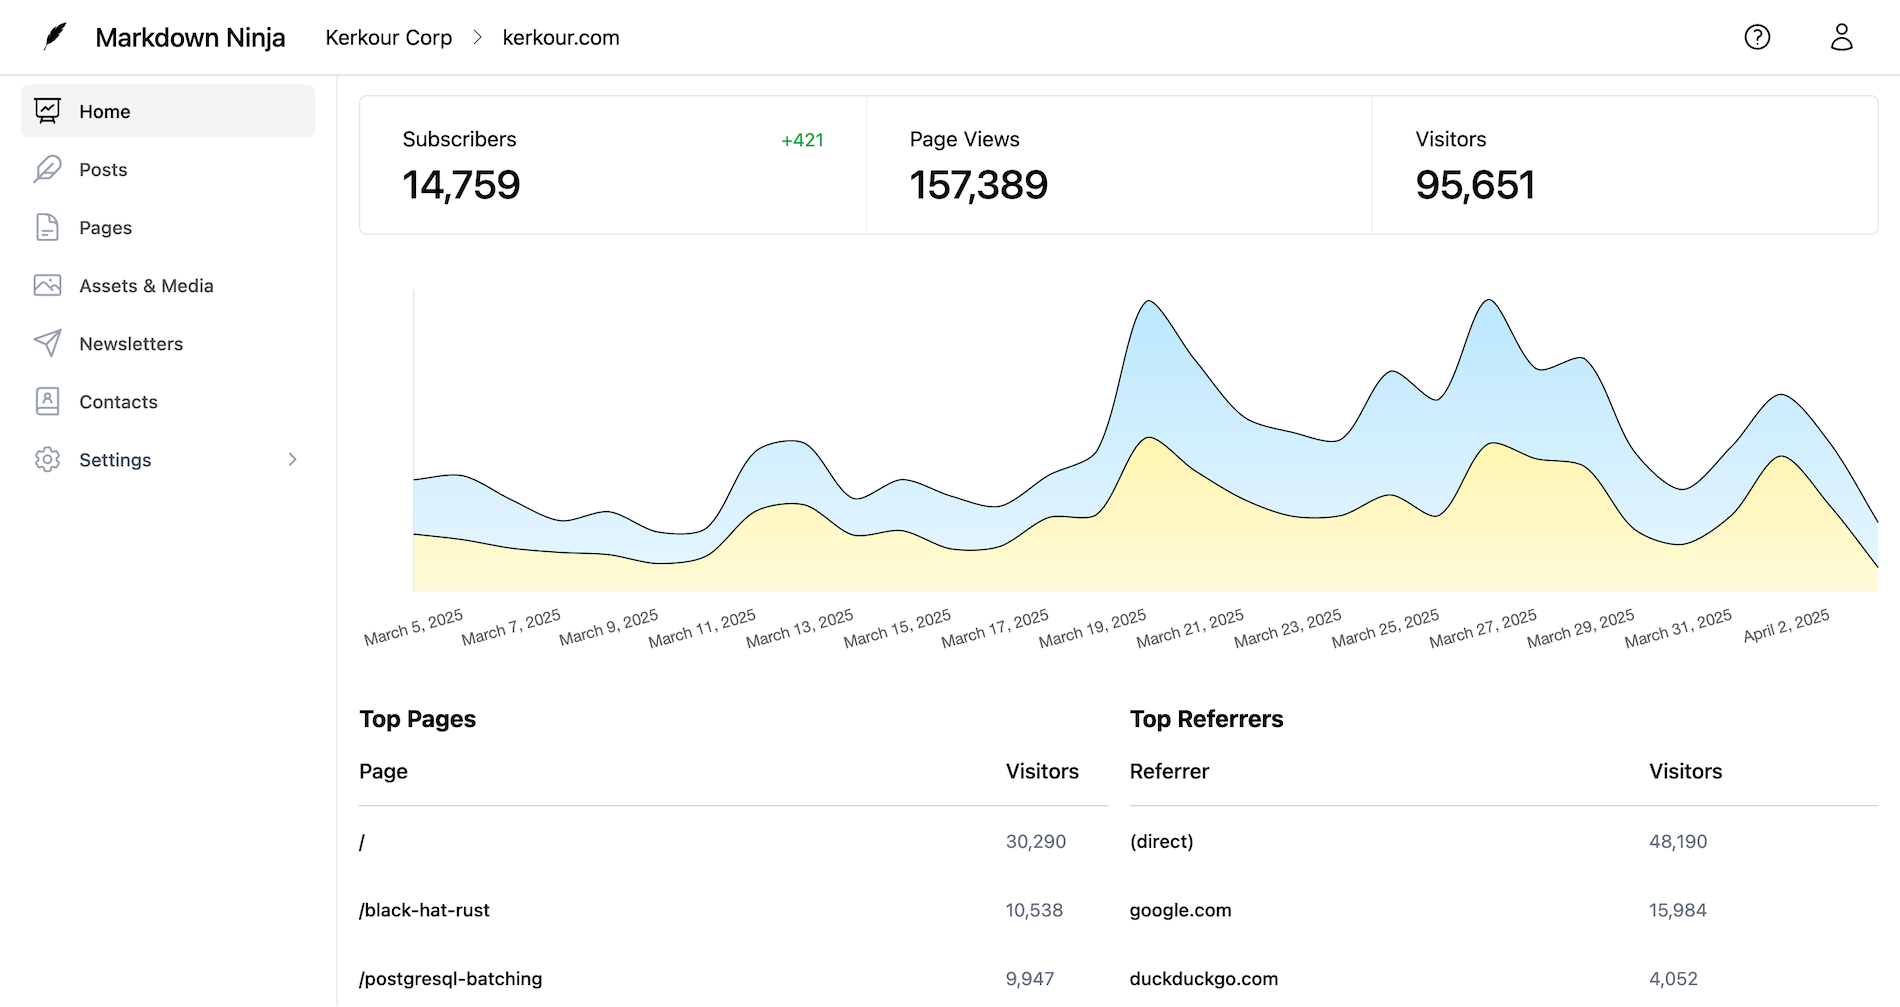 Markdown Ninja Kerkour Corp > kerkour.com
Home
Posts
Pages
Assets & Media
Newsletters
Contacts
Settings
Subscribers +421
14,759
Page Views
157,389
Visitors
95,651
March 5, 2025 March 7, 2025 March 9, 2025 March 11, 2025 March 13, 2025 March 15, 2025 March 17, 2025 March 19, 2025 March 21, 2025 March 23, 2025 March 25, 2025 March 27, 2025 March 29, 2025 March 31, 2025 April 2, 2025
Top Pages
Page Visitors
/ 30,290
/black-hat-rust 10,538
/postgresql-batching 9,947
Top Referrers
Referrer Visitors
(direct) 48,190
google.com 15,984
duckduckgo.com 4,052